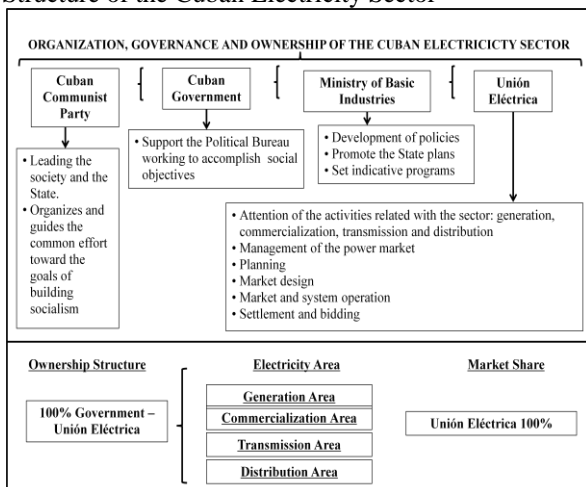 Structure of the Cuban Electricity Sector
ORGANIZATION, GOVERNANCE AND OWNERSHIP OF THE CUBAN ELECTRICICTY SECTOR
Cuban
Communist
Party
Cuban
Government
Ministry of Basic
Industries
Unión
Eléctrica
• Leading the
society and the
State.
• Organizes and
guides the
common effort
toward the
goals of
building
socialism
• Support the Political Bureau
working to accomplish social
objectives
• Development of policies
• Promote the State plans
• Set indicative programs
• Attention of the activities related with the sector: generation,
commercialization, transmission and distribution
• Management of the power market
• Planning
• Market design
• Market and system operation
• Settlement and bidding
Ownership Structure
100% Government –
Unión Eléctrica
Electricity Area
Generation Area
Commercialization Area
Transmission Area
Distribution Area
Market Share
Unión Eléctrica 100%